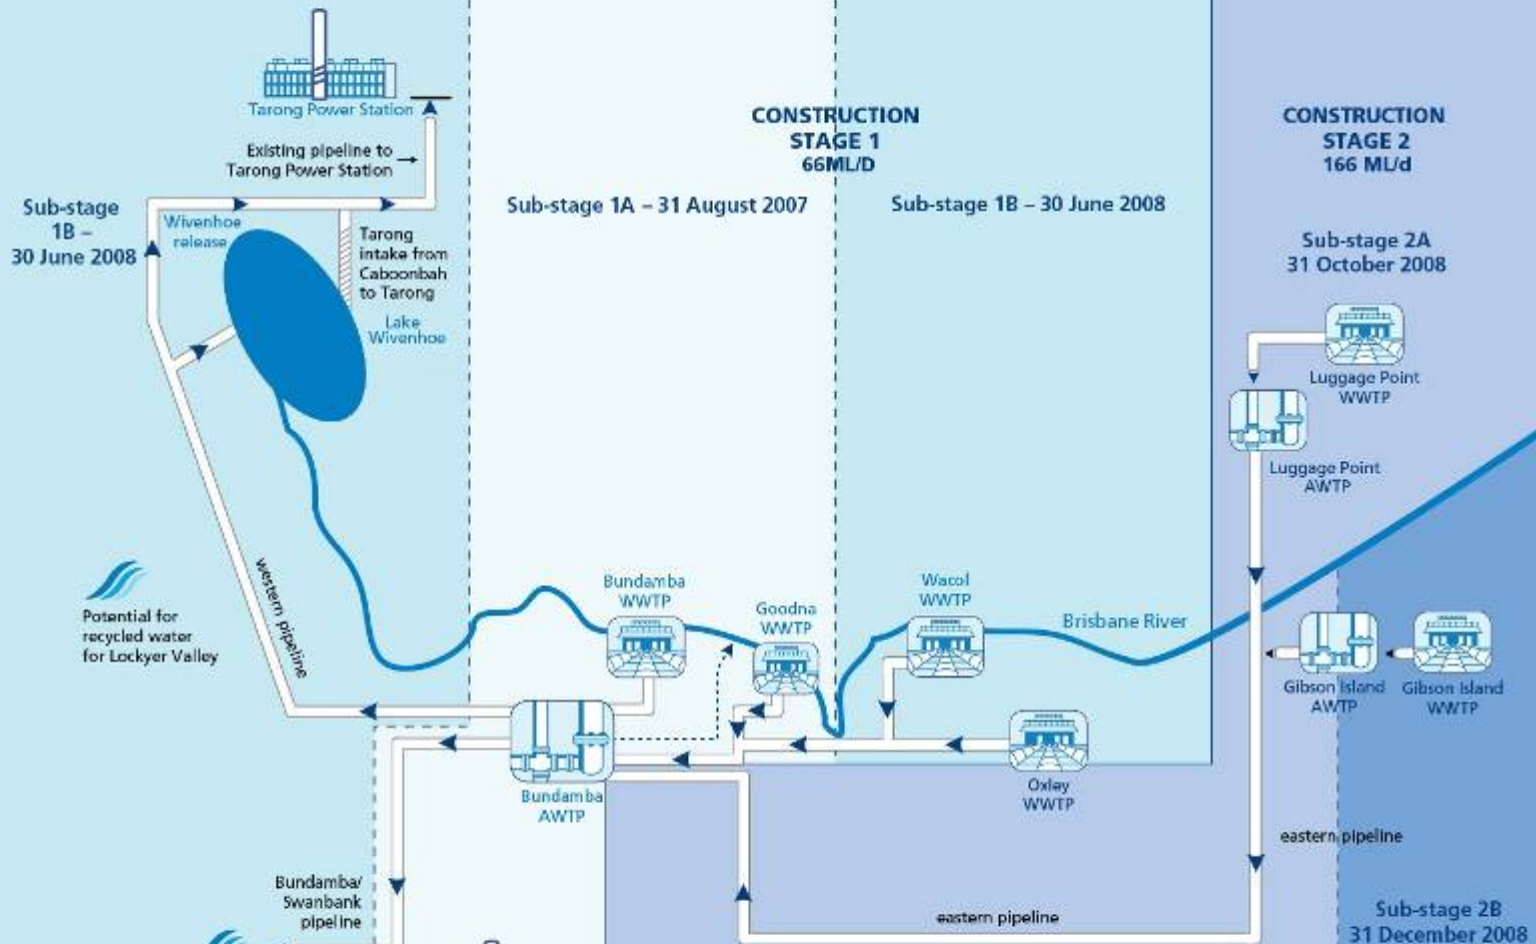 Tarong Power Station
Existing pipeline to
Tarong Power Station
Sub-stage
1B –
30 June 2008
Wivenhoe
release
Tarong
intake from
Caboonbah
to Tarong
Lake
Wivenhoe
CONSTRUCTION
STAGE 1
66ML/D
Sub-stage 1A – 31 August 2007
Sub-stage 1B – 30 June 2008
CONSTRUCTION
STAGE 2
166 ML/d
Sub-stage 2A
31 October 2008
Luggage Point
WWTP
Luggage Point
AWTP
western pipeline
Potential for
recycled water
for Lockyer Valley
Bundamba
WWTP
Goodna
WWTP
Wacol
WWTP
Brisbane River
Gibson Island
AWTP
Gibson Island
WWTP
Bundamba
AWTP
Oxley
WWTP
eastern pipeline
Bundamba/
Swanbank
pipeline
eastern pipeline
Sub-stage 2B
31 December 2008